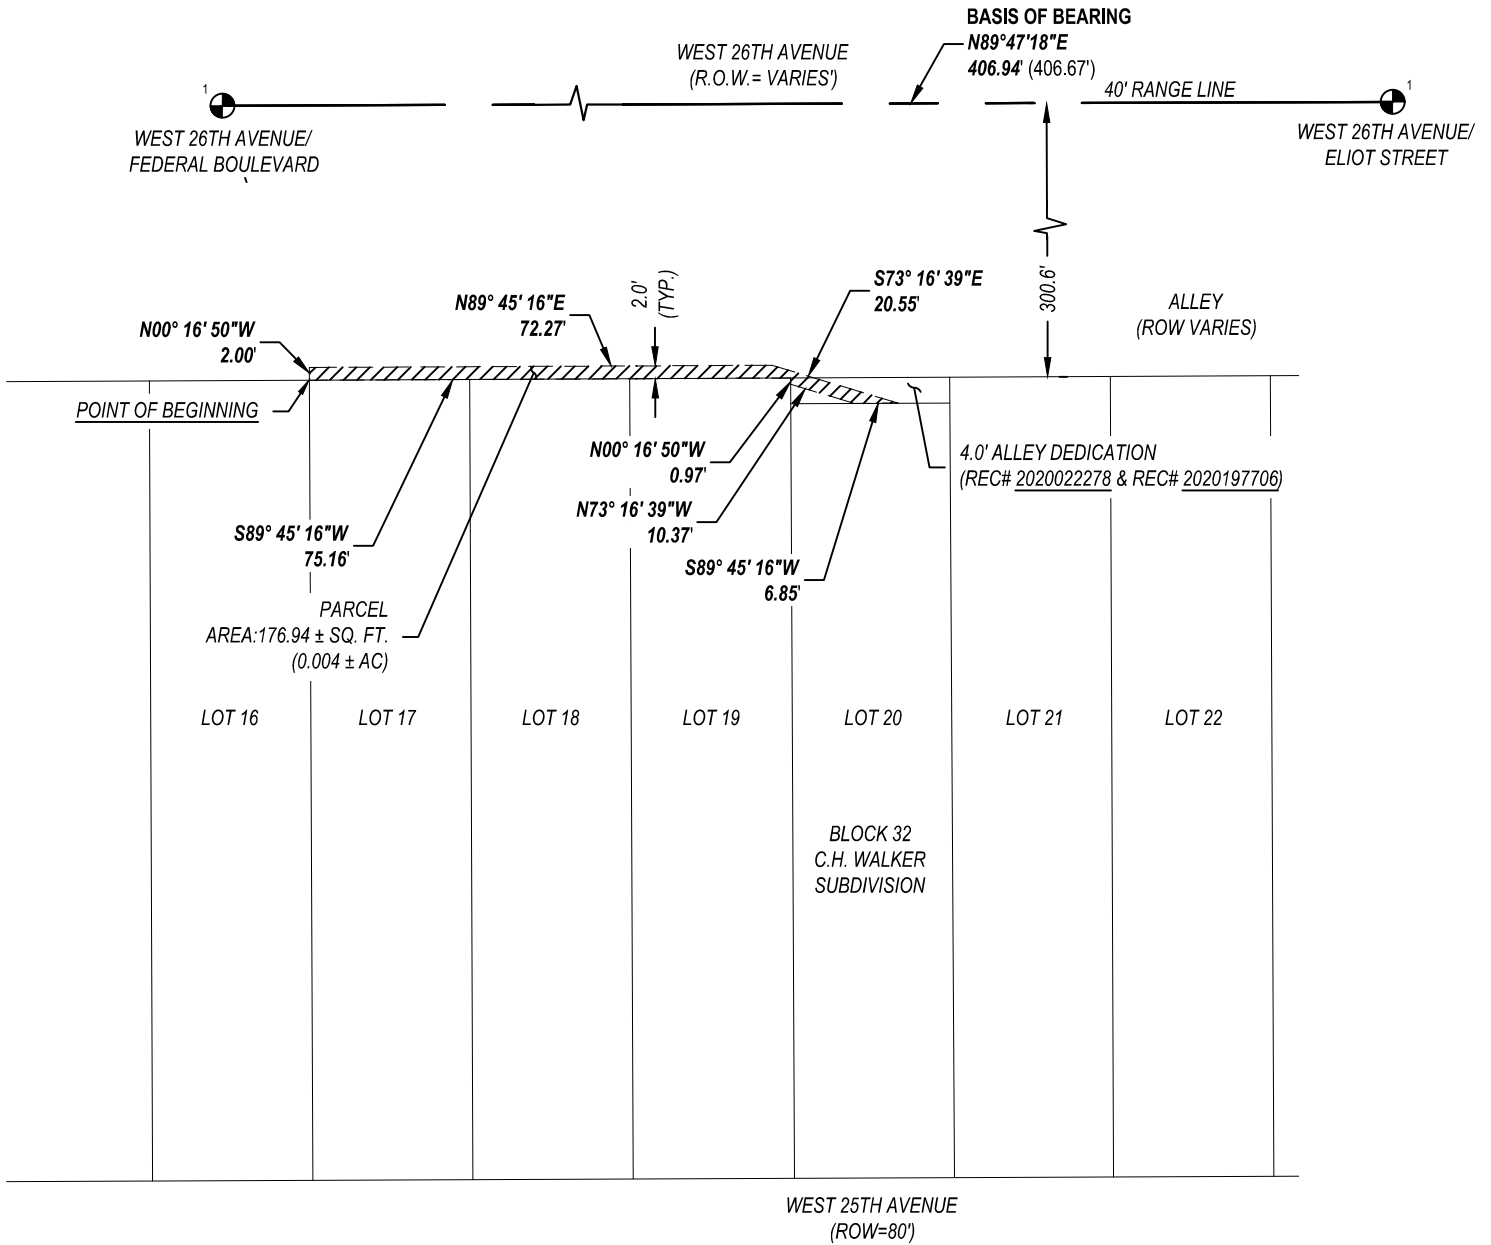 BASIS OF BEARING
N89°47'18"E
406.94' (406.67')
WEST 26TH AVENUE
(R.O.W.= VARIES')
40' RANGE LINE
1
1
WEST 26TH AVENUE/
FEDERAL BOULEVARD
WEST 26TH AVENUE/
ELIOT STREET
N00° 16' 50"W
2.00'
N89° 45' 16"E
72.27'
2.0'
(TYP.)
S73° 16' 39"E
20.55'
300.6'
ALLEY
(ROW VARIES)
POINT OF BEGINNING
N00° 16' 50"W
0.97'
4.0' ALLEY DEDICATION
(REC# 2020022278 & REC# 2020197706)
N73° 16' 39"W
10.37'
S89° 45' 16"W
75.16'
S89° 45' 16"W
6.85'
PARCEL
AREA:176.94 ± SQ. FT.
(0.004 ± AC)
LOT 16
LOT 17
LOT 18
LOT 19
LOT 20
LOT 21
LOT 22
BLOCK 32
C.H. WALKER
SUBDIVISION
WEST 25TH AVENUE
(ROW=80')